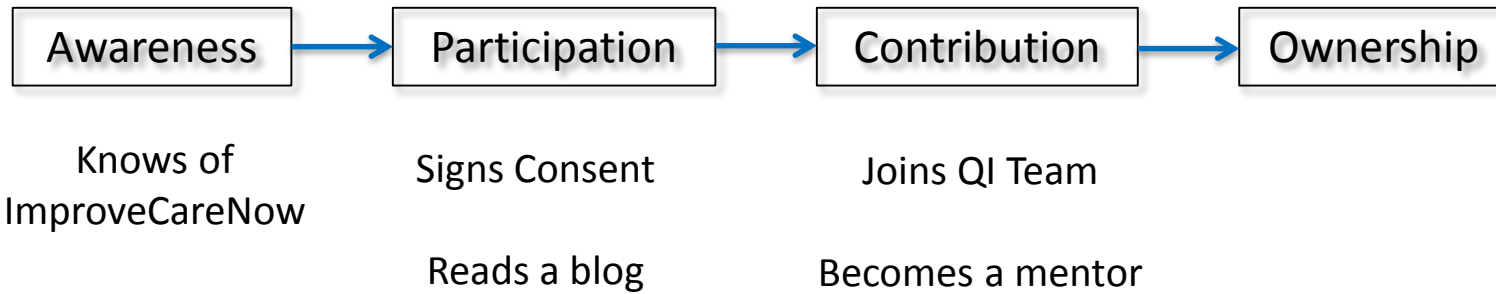 Awareness
Participation
Contribution
Ownership
Knows of
ImproveCareNow
Signs Consent
Joins QI Team
Reads a blog
Becomes a mentor